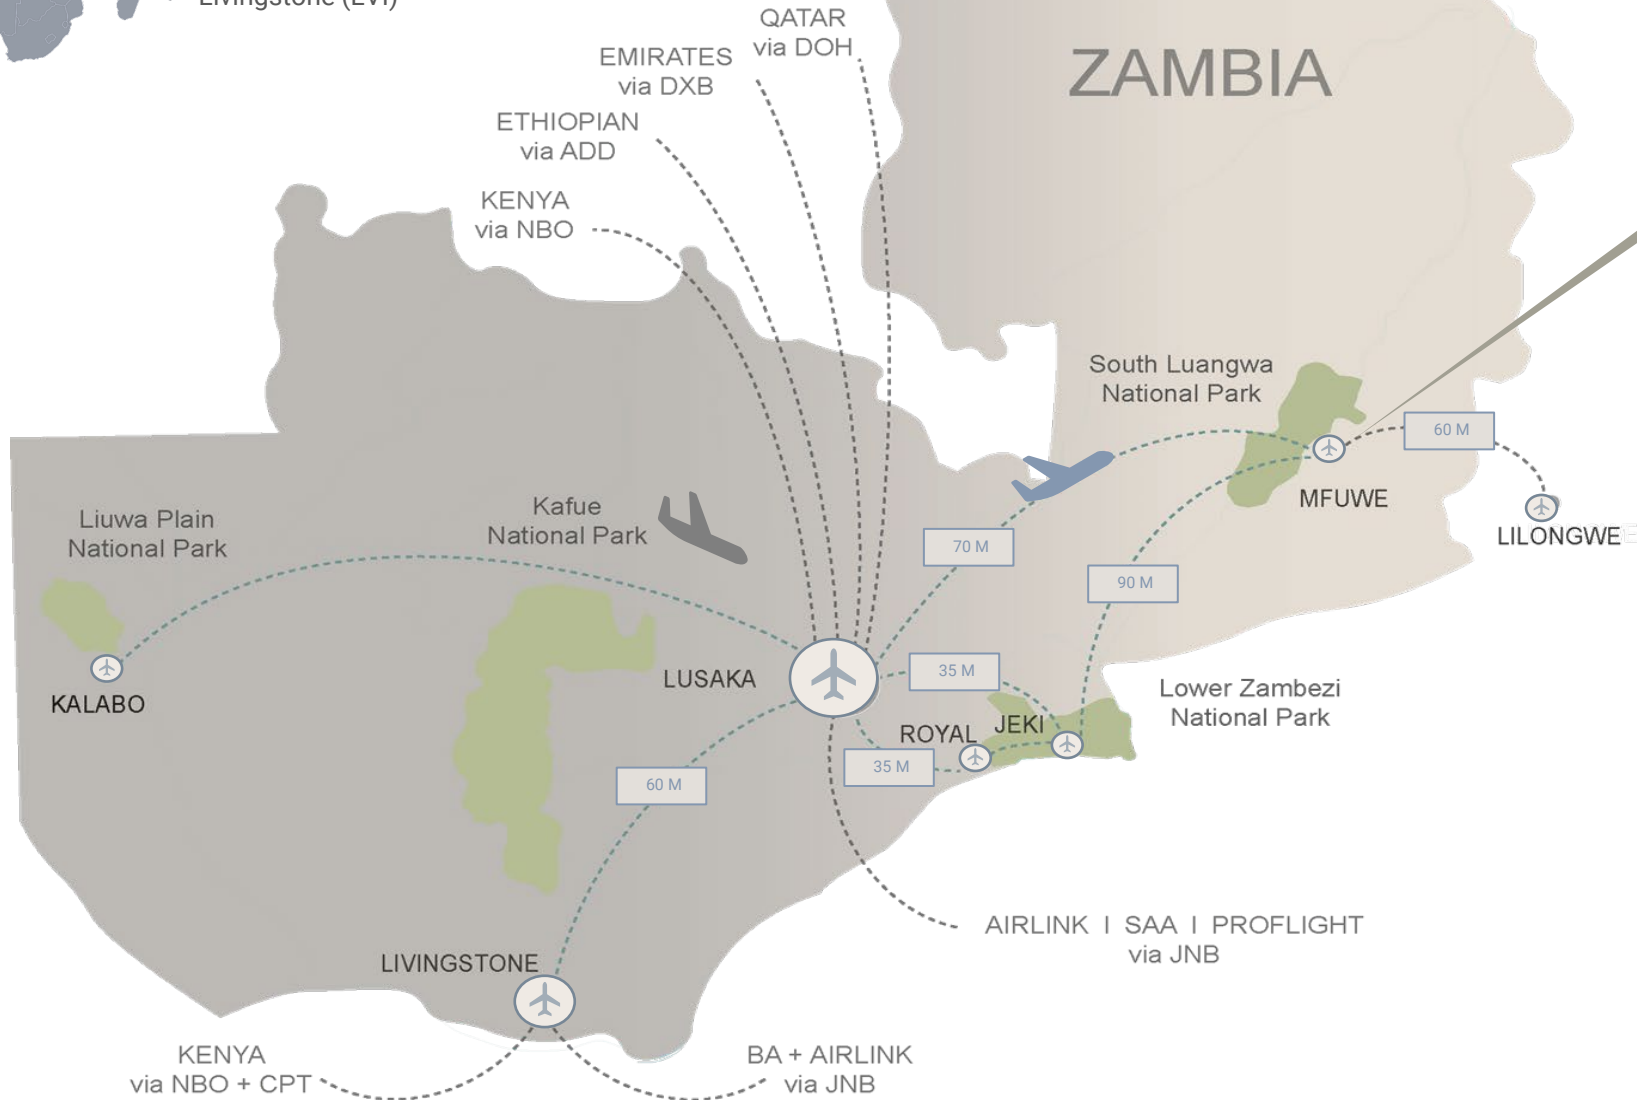 Livingstone (LVI)
QATAR
via DOH
EMIRATES
via DXB
ZAMBIA
ETHIOPIAN
via ADD
KENYA
via NBO
South Luangwa
National Park
60 M
MFUWE
LILONGWE
Liuwa Plain
National Park
Kafue
National Park
70 M
90 M
KALABO
LUSAKA
35 M
Lower Zambezi
National Park
ROYAL
JEKI
35 M
60 M
AIRLINK I SAA I PROFLIGHT
via JNB
LIVINGSTONE
KENYA
via NBO + CPT
BA + AIRLINK
via JNB